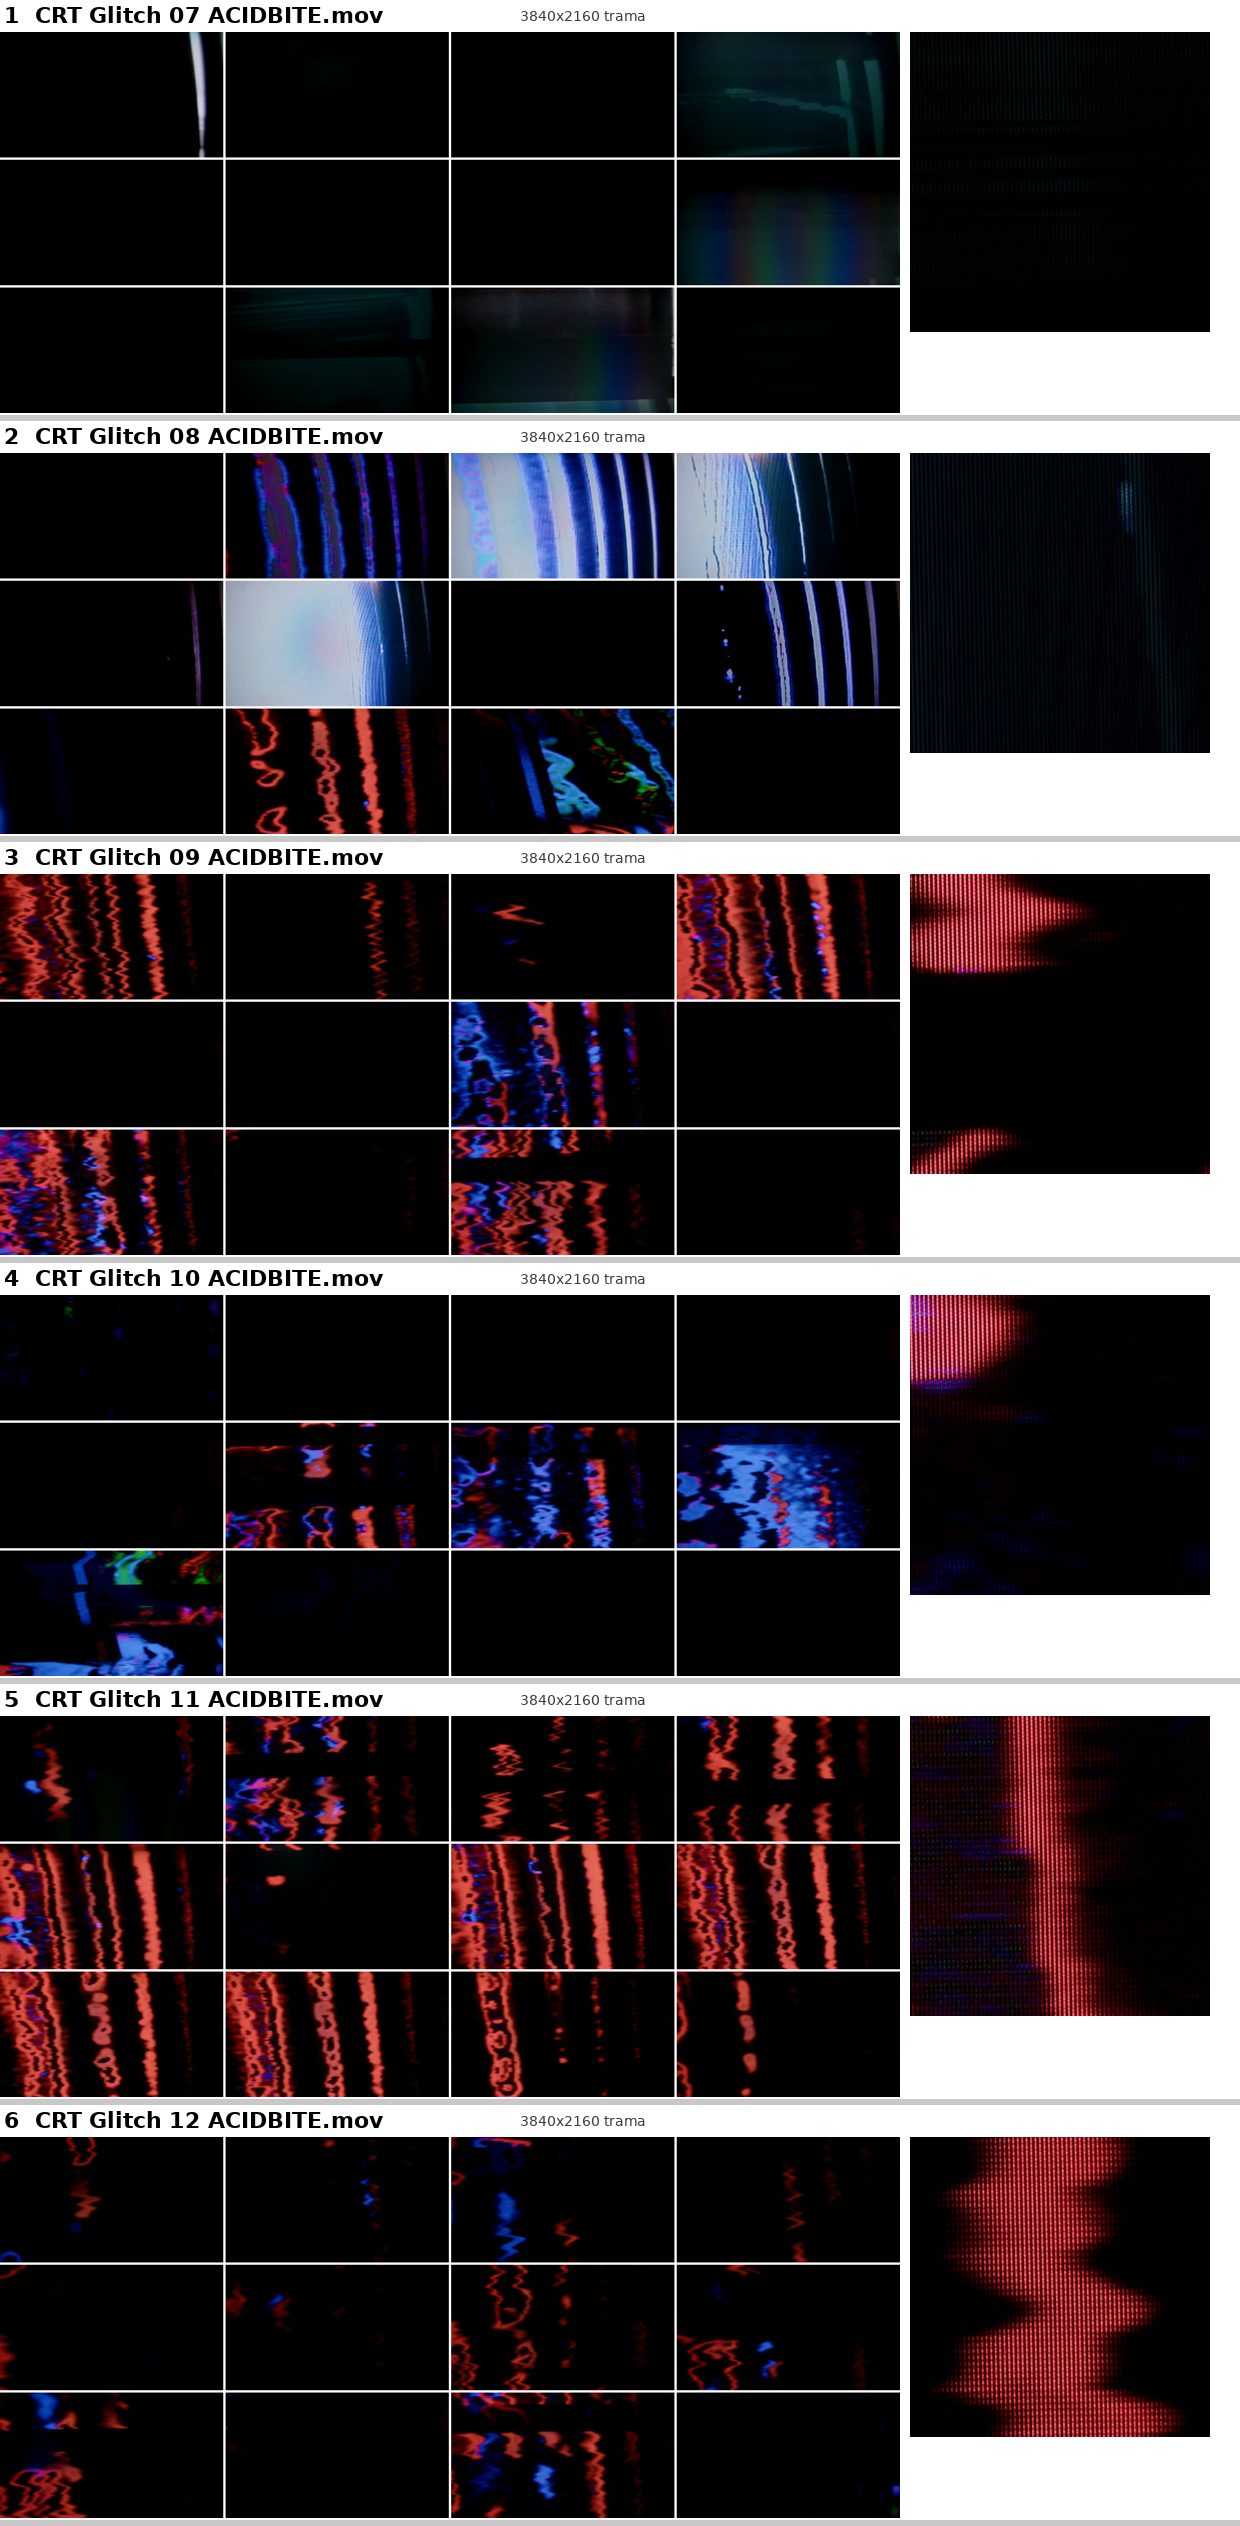 1 CRT Glitch 07 ACIDBITE.mov 3840x2160 trama
2 CRT Glitch 08 ACIDBITE.mov 3840x2160 trama
3 CRT Glitch 09 ACIDBITE.mov 3840x2160 trama
4 CRT Glitch 10 ACIDBITE.mov 3840x2160 trama
5 CRT Glitch 11 ACIDBITE.mov 3840x2160 trama
6 CRT Glitch 12 ACIDBITE.mov 3840x2160 trama